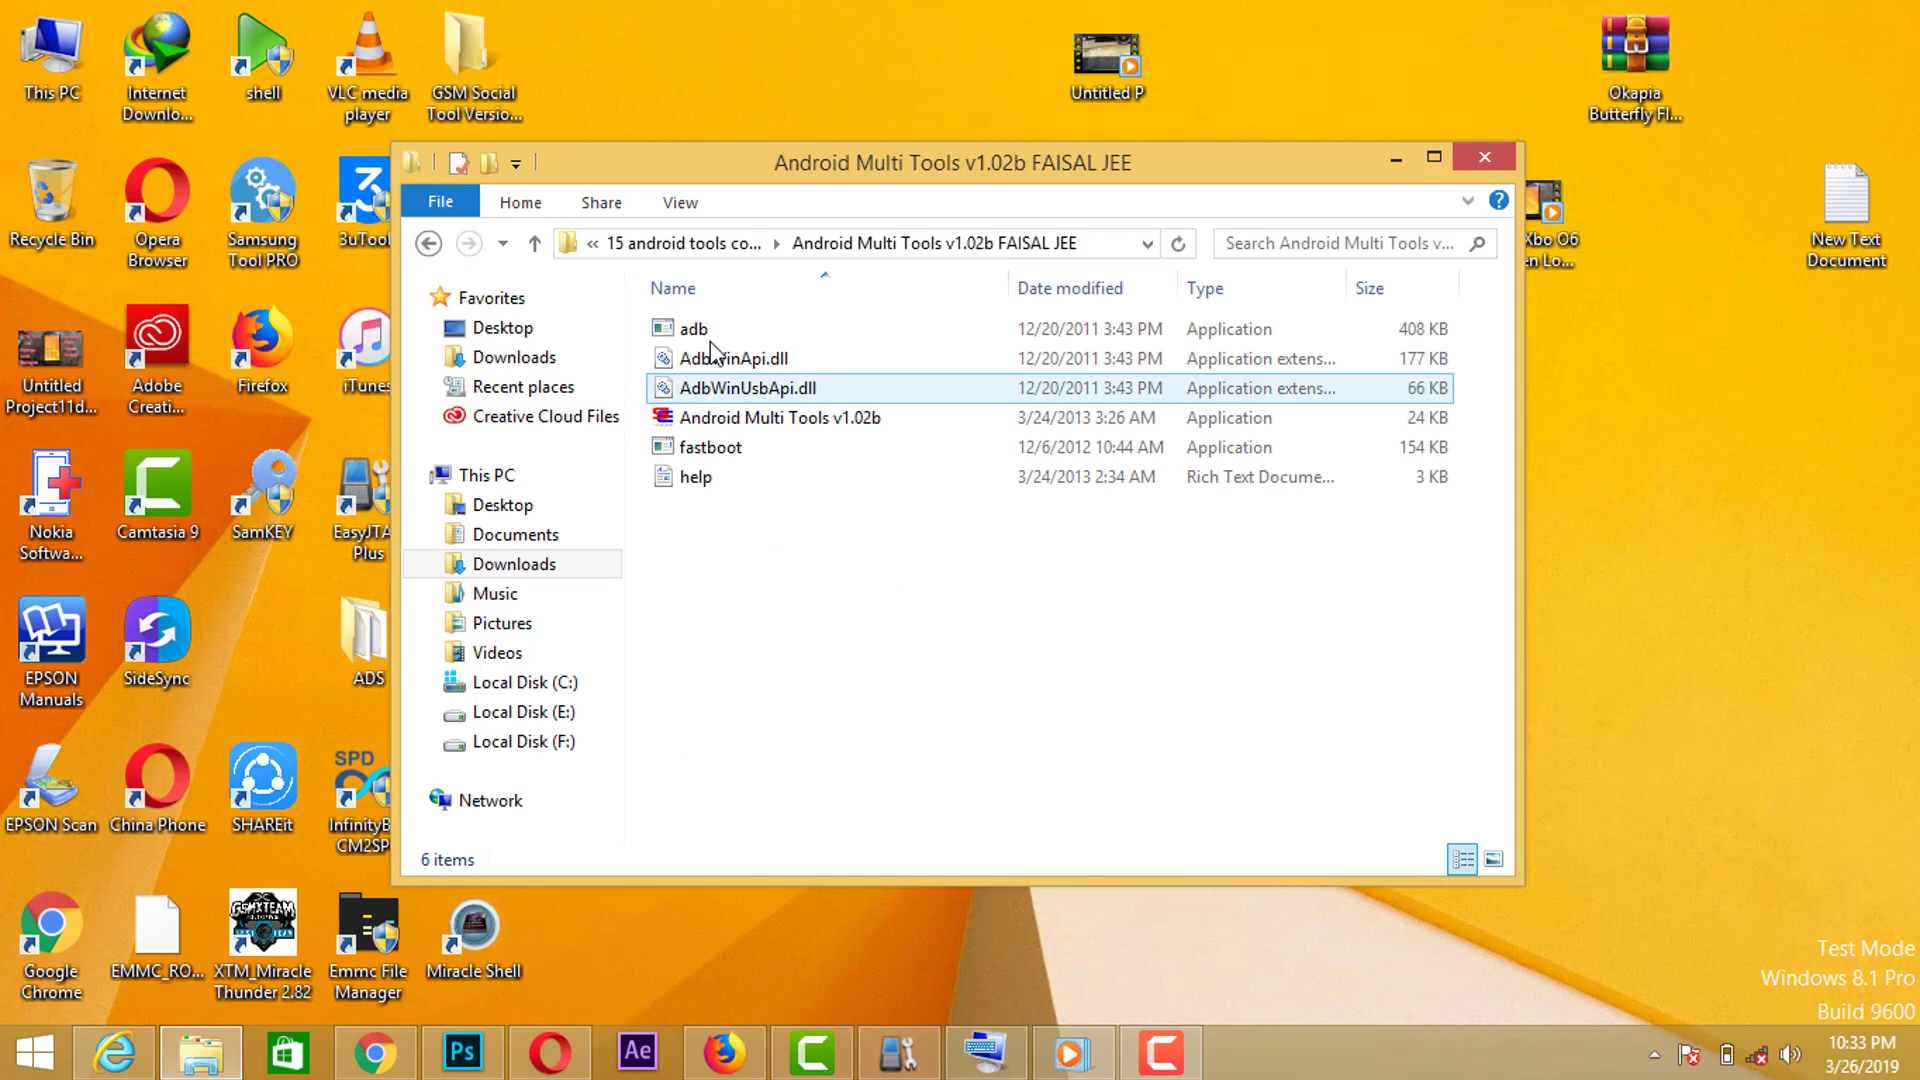 This PC
Internet
Downlo...
shell
VLC media
player
GSM Social
Tool Versio...
Untitled P
Okapia
Butterfly Fl...
Recycle Bin
Opera
Browser
Samsung
Tool PRO
3uTool
Xbo O6
en Lo...
New Text
Document
Untitled
Project11d...
Adobe
Creati...
Firefox
iTunes
Nokia
Softwa...
Camtasia 9
SamKEY
EasyJTA
Plus
EPSON
Manuals
SideSync
ADS
EPSON Scan
China Phone
SHAREit
SPD
InfinityB
CM2SP
Google
Chrome
EMMC_RO...
GSMXTEAM
XTM_Miracle
Thunder 2.82
Emmc File
Manager
Miracle Shell
Android Multi Tools v1.02b FAISAL JEE
File
Home
Share
View
« 15 android tools co...
Android Multi Tools v1.02b FAISAL JEE
Search Android Multi Tools v...
Name
Date modified
Type
Size
adb 12/20/2011 3:43 PM Application 408 KB
AdbWinApi.dll 12/20/2011 3:43 PM Application extens... 177 KB
AdbWinUsbApi.dll 12/20/2011 3:43 PM Application extens... 66 KB
Android Multi Tools v1.02b 3/24/2013 3:26 AM Application 24 KB
fastboot 12/6/2012 10:44 AM Application 154 KB
help 3/24/2013 2:34 AM Rich Text Docume... 3 KB
Favorites
Desktop
Downloads
Recent places
Creative Cloud Files
This PC
Desktop
Documents
Downloads
Music
Pictures
Videos
Local Disk (C:)
Local Disk (E:)
Local Disk (F:)
Network
6 items
Test Mode
Windows 8.1 Pro
Build 9600
Ps
Ae
10:33 PM
3/26/2019